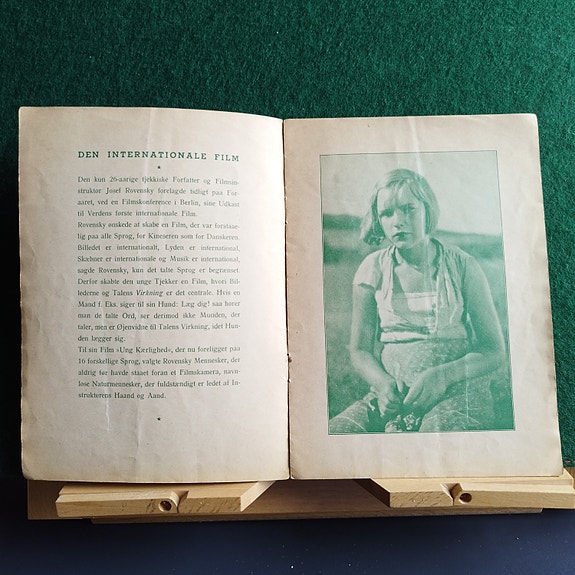 DEN INTERNATIONALE FILM
Den kun 26-aarige tjekkiske Forfatter og Filmsin-
struktør Josef Rovensky forelagde tidligt paa For-
aaret, ved en Filmskonference i Berlin, sine Udkast
til Verdens første internationale Film.
Rovensky ønskede at skabe en Film, der var forstaae-
lig paa alle Sprog, for Kineseren som for Danskeren.
Billedet er internationalt, Lyden er international,
Skæbner er internationale og Musik er international,
sagde Rovensky, kun det talte Sprog er begrænset.
Derfor skabte den unge Tjekker en Film, hvori Bil-
lederne og Talens Virkning er det centrale. Hvis en
Mand f. Eks. siger til sin Hund: Læg dig! saa hører
man de talte Ord, ser derimod ikke Munden, der
taler, men er Øjenvidne til Talens Virkning, idet Hun-
den lægger sig.
Til sin Film »Ung Kærlighed«, der nu foreligger paa
16 forskellige Sprog, valgte Rovensky Mennesker, der
aldrig før havde staaet foran et Filmskamera, navn-
løse Naturmennesker, der fuldstændigt er ledet af In-
struktørens Haand og Aand.